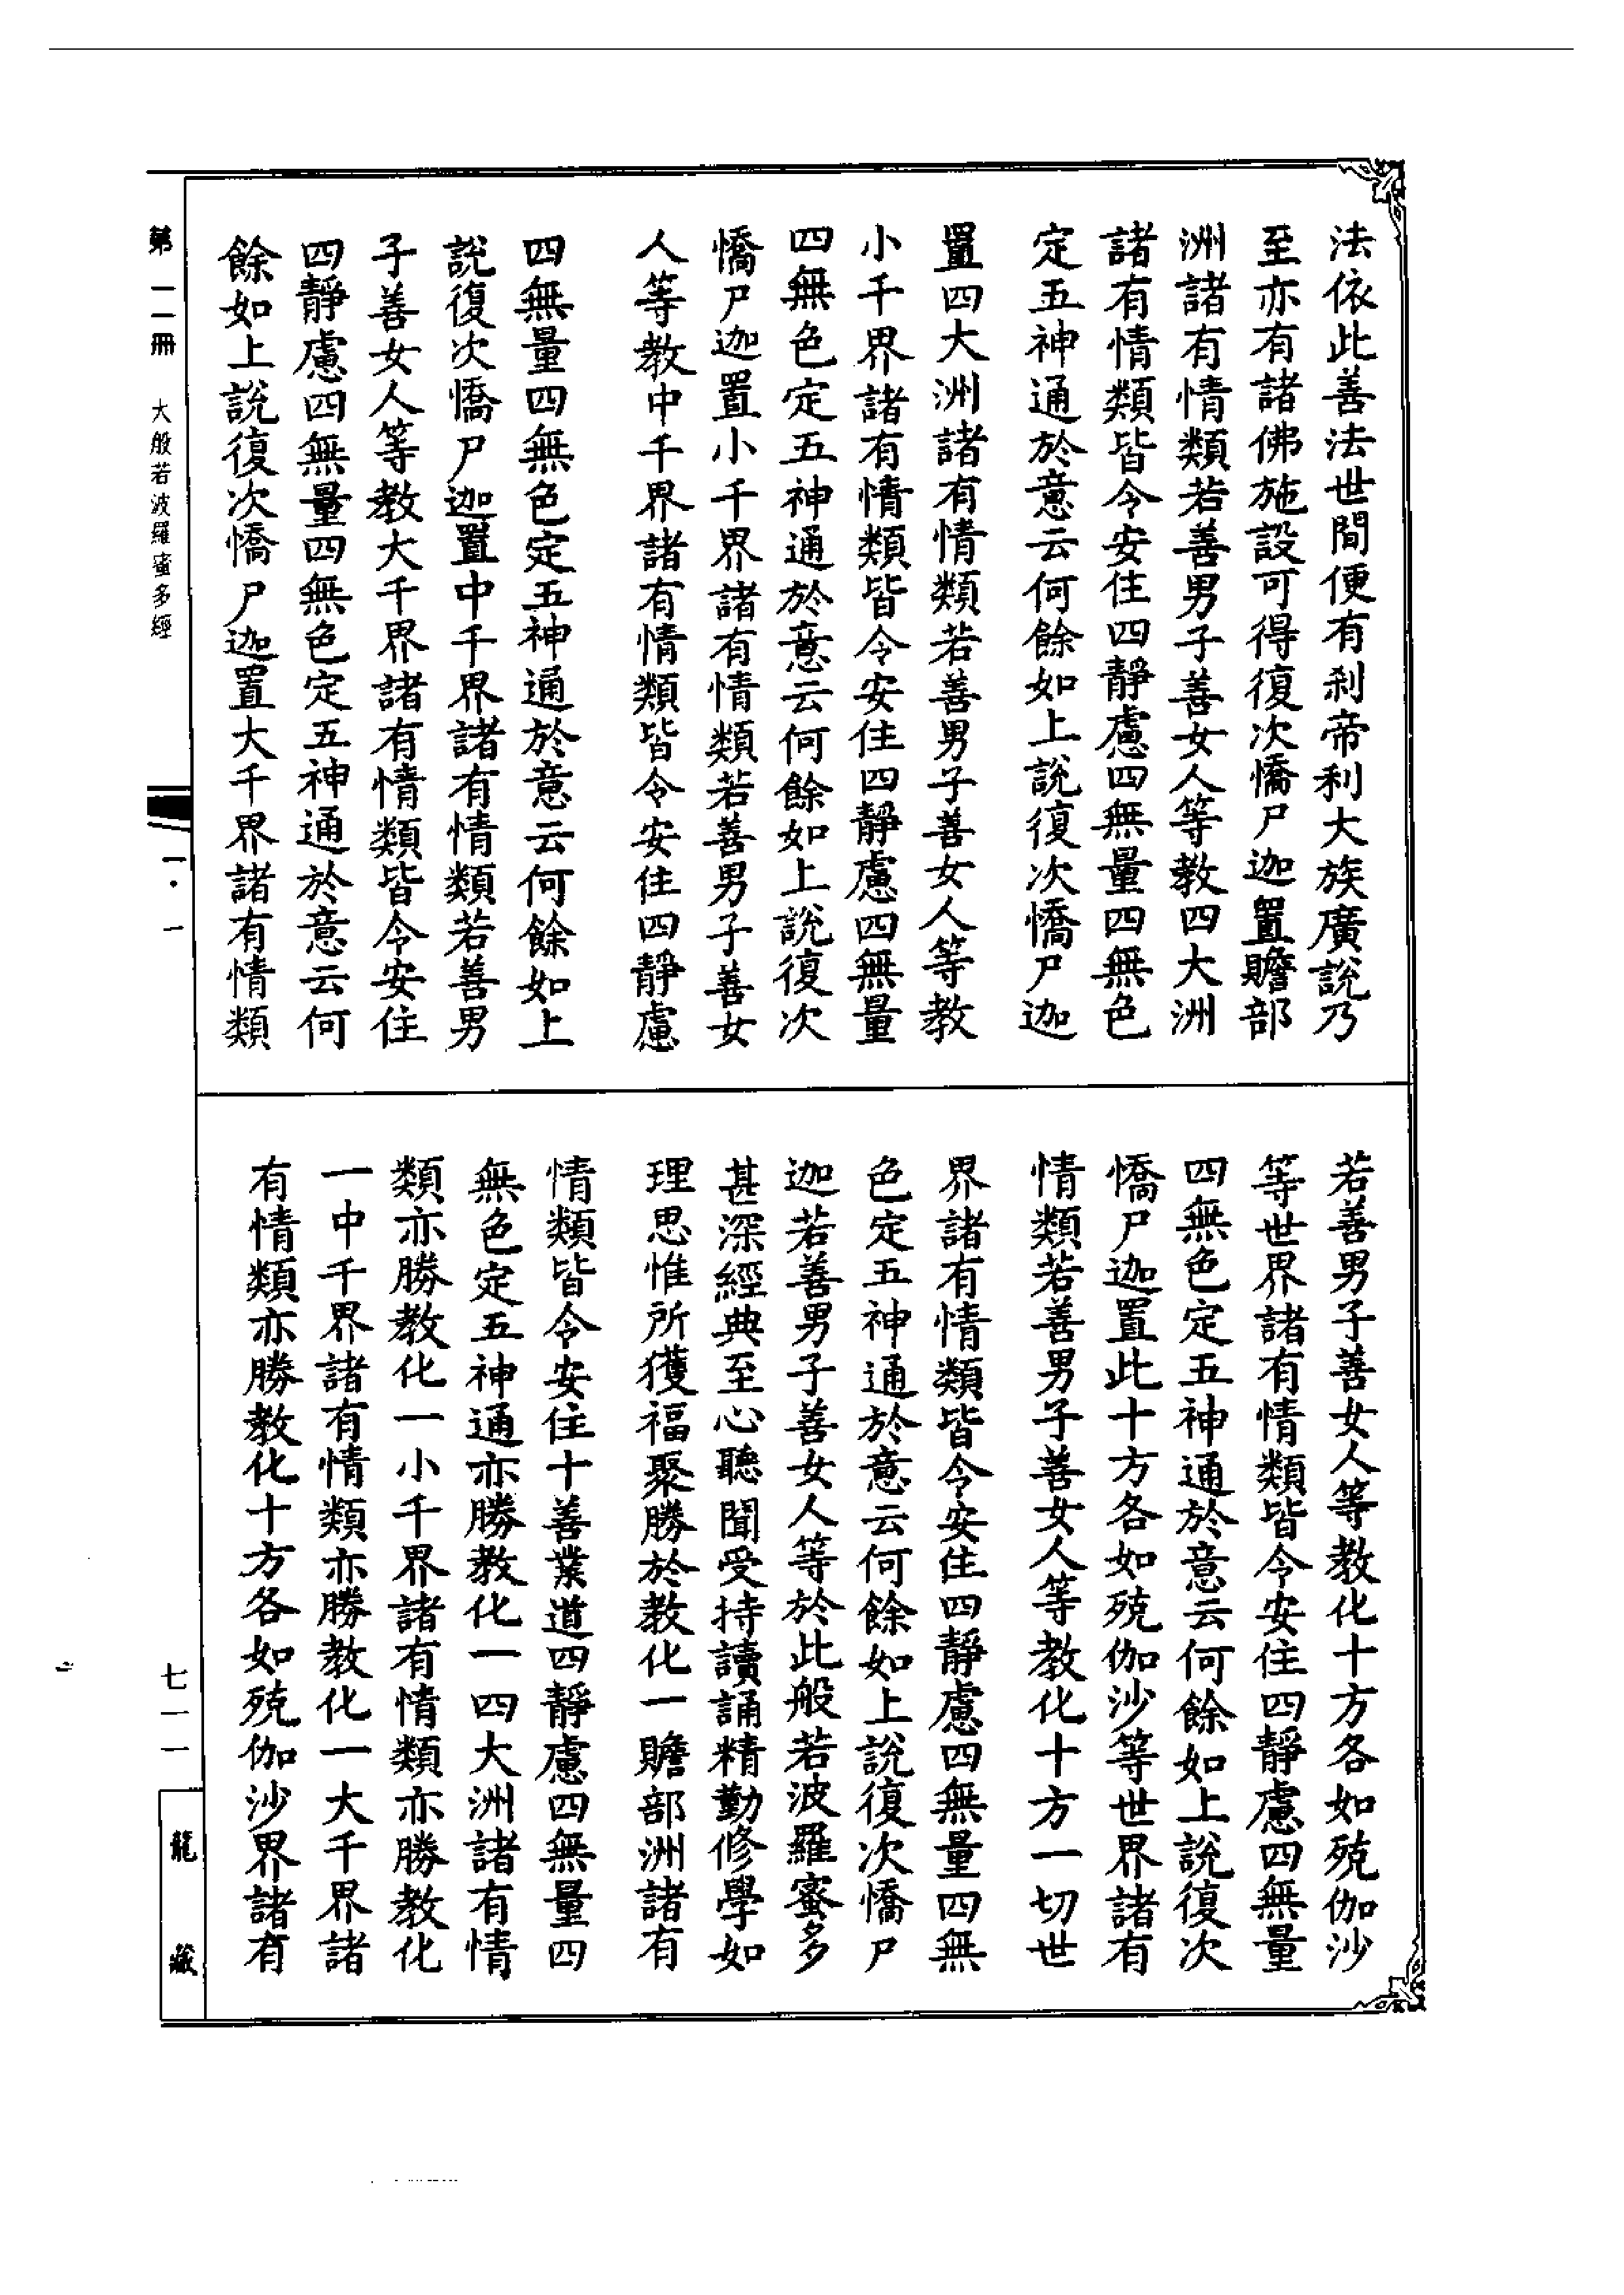 法依此善法世間便有剎帝利大族廣說乃
至亦有諸佛施設可得復次憍尸迦置贍部
洲諸有情類若善男子善女人等教四大洲
諸有情類皆令安住四靜慮四無量四無色
定五神通於意云何餘如上說復次憍尸迦
置四大洲諸有情類若善男子善女人等教
小千界諸有情類皆令安住四靜慮四無量
四無色定五神通於意云何餘如上說復次
憍尸迦置小千界諸有情類若善男子善女
人等教中千界諸有情類皆令安住四靜慮
四無量四無色定五神通於意云何餘如上
說復次憍尸迦置中千界諸有情類若善男
子善女人等教大千界諸有情類皆令安住
四靜慮四無量四無色定五神通於意云何
餘如上說復次憍尸迦置大千界諸有情類
若善男子善女人等教化十方各如殑伽沙
等世界諸有情類皆令安住四靜慮四無量
四無色定五神通於意云何餘如上說復次
憍尸迦置此十方各如殑伽沙等世界諸有
情類若善男子善女人等教化十方一切世
界諸有情類皆令安住四靜慮四無量四無
色定五神通於意云何餘如上說復次憍尸
迦若善男子善女人等於此般若波羅蜜多
甚深經典至心聽聞受持讀誦精勤修學如
理思惟所獲福聚勝於教化一贍部洲諸有
情類皆令安住十善業道四靜慮四無量四
無色定五神通亦勝教化一四大洲諸有情
類亦勝教化一小千界諸有情類亦勝教化
一中千界諸有情類亦勝教化一大千界諸
有情類亦勝教化十方各如殑伽沙界諸有
第二冊 大般若波羅蜜多經
七一一
龍藏